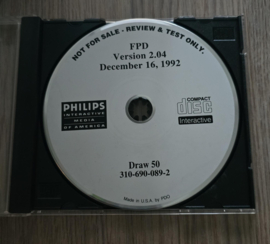 NOT FOR SALE - REVIEW & TEST ONLY.
FPD
Version 2.04
December 16, 1992
PHILIPS
INTERACTIVE
MEDIA
OF AMERICA
COMPACT
disc
Interactive
Draw 50
310-690-089-2
Made in U.S.A. by PDO